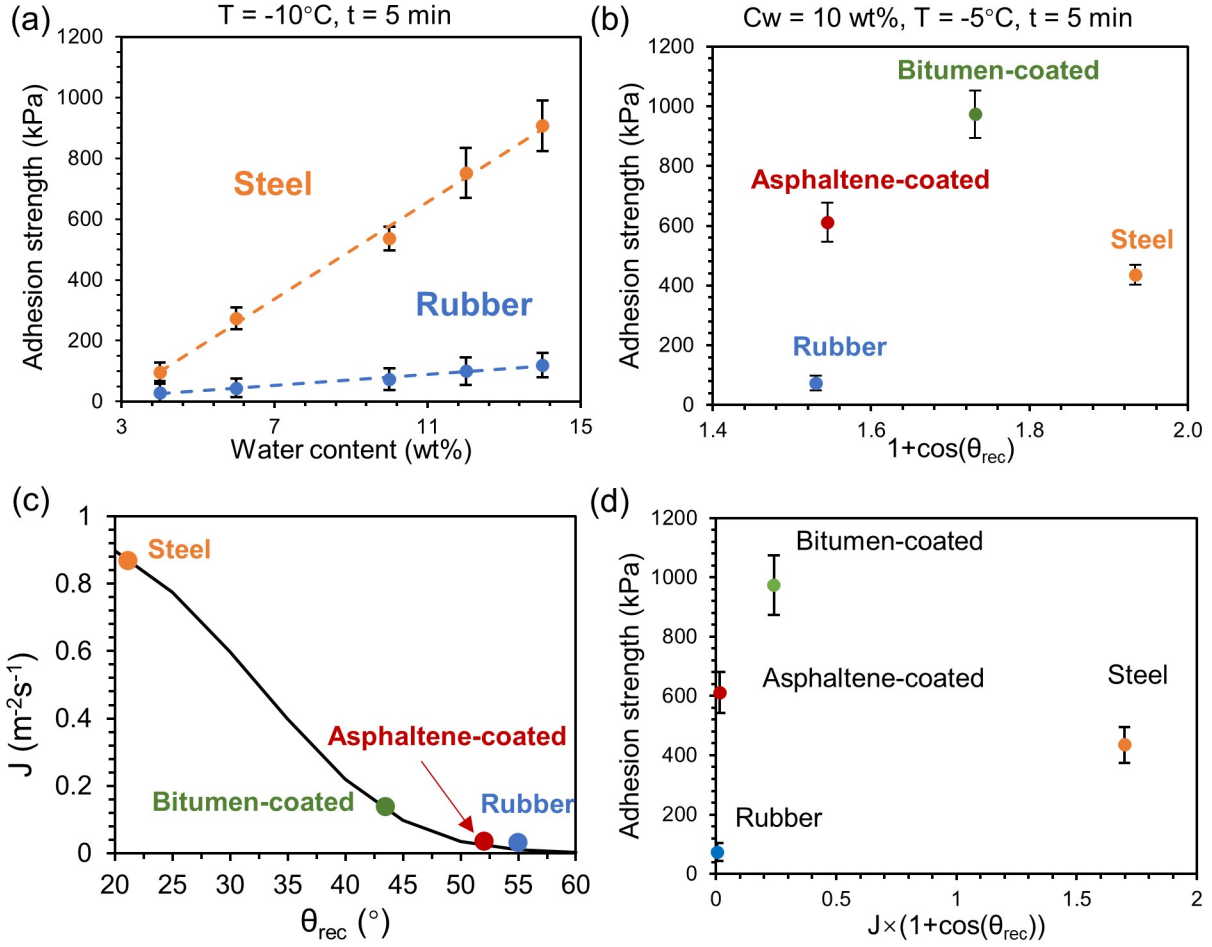 (a)
T = -10°C, t = 5 min
Adhesion strength (kPa)
1200
1000
800
600
400
200
0
Steel
Rubber
3
7
11
15
Water content (wt%)
(b)
Cw = 10 wt%, T = -5°C, t = 5 min
Adhesion strength (kPa)
1200
1000
800
600
400
200
0
Bitumen-coated
Asphaltene-coated
Steel
Rubber
1.4
1.6
1.8
2.0
1+cos(θrec)
(c)
J (m-2s-1)
1
0.8
0.6
0.4
0.2
0
Steel
Asphaltene-coated
Bitumen-coated
Rubber
20
25
30
35
40
45
50
55
60
θrec (°)
(d)
Adhesion strength (kPa)
1200
1000
800
600
400
200
0
Bitumen-coated
Asphaltene-coated
Steel
Rubber
0
0.5
1
1.5
2
J×(1+cos(θrec))